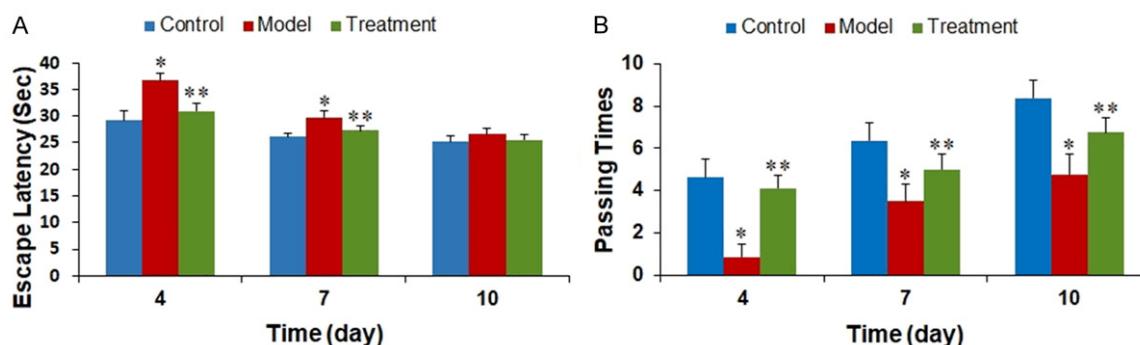 A
Control Model Treatment
Escape Latency (Sec)
40
35
30
25
20
15
10
5
0
*
**
*
**
4 7 10
Time (day)
B
Control Model Treatment
Passing Times
10
8
6
4
2
0
*
**
*
**
*
**
4 7 10
Time (day)